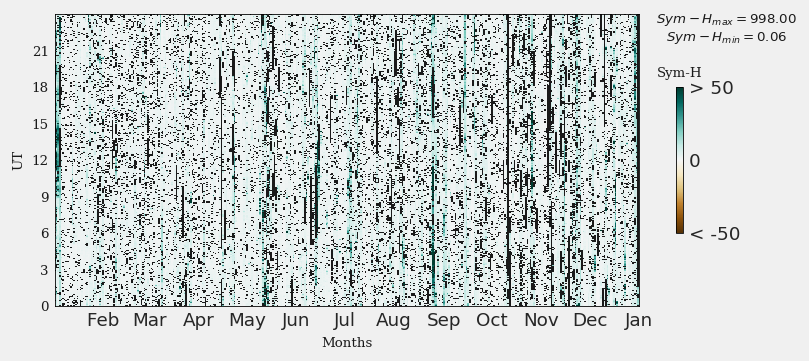 Sym−H_max = 998.00
Sym−H_min = 0.06
Sym-H
> 50
0
< -50
UT
21
18
15
12
9
6
3
0
Feb Mar Apr May Jun Jul Aug Sep Oct Nov Dec Jan
Months